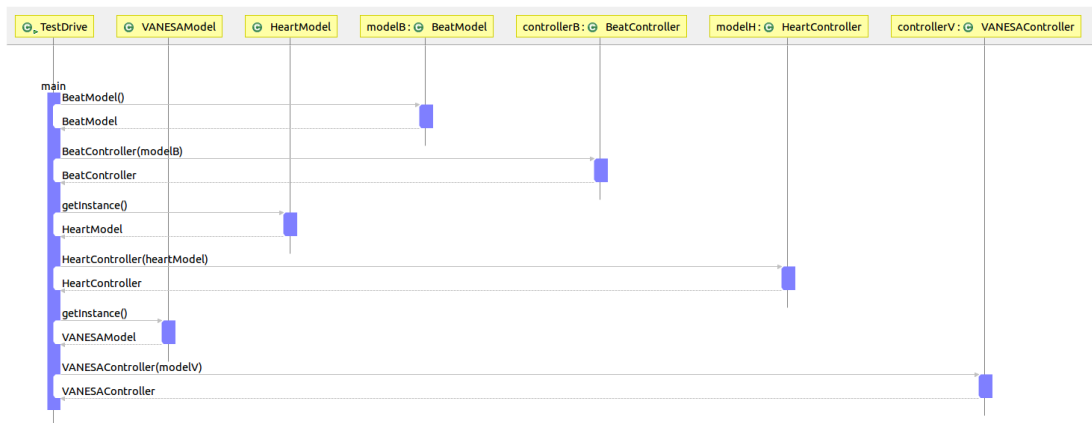 TestDrive
VANESAModel
HeartModel
modelB: BeatModel
controllerB: BeatController
modelH: HeartController
controllerV: VANESAController
main
BeatModel()
BeatModel
BeatController(modelB)
BeatController
getInstance()
HeartModel
HeartController(heartModel)
HeartController
getInstance()
VANESAModel
VANESAController(modelV)
VANESAController